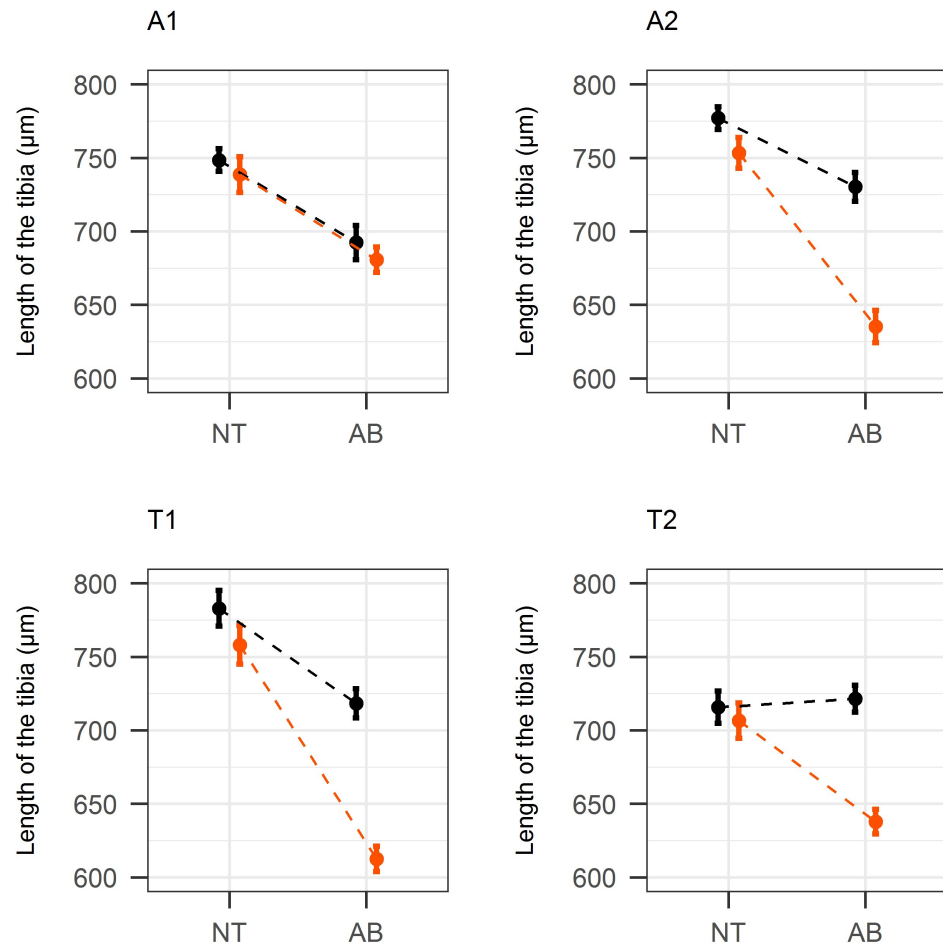 A1
A2
Length of the tibia (µm)
800
750
700
650
600
NT
AB
Length of the tibia (µm)
800
750
700
650
600
NT
AB
T1
T2
Length of the tibia (µm)
800
750
700
650
600
NT
AB
Length of the tibia (µm)
800
750
700
650
600
NT
AB